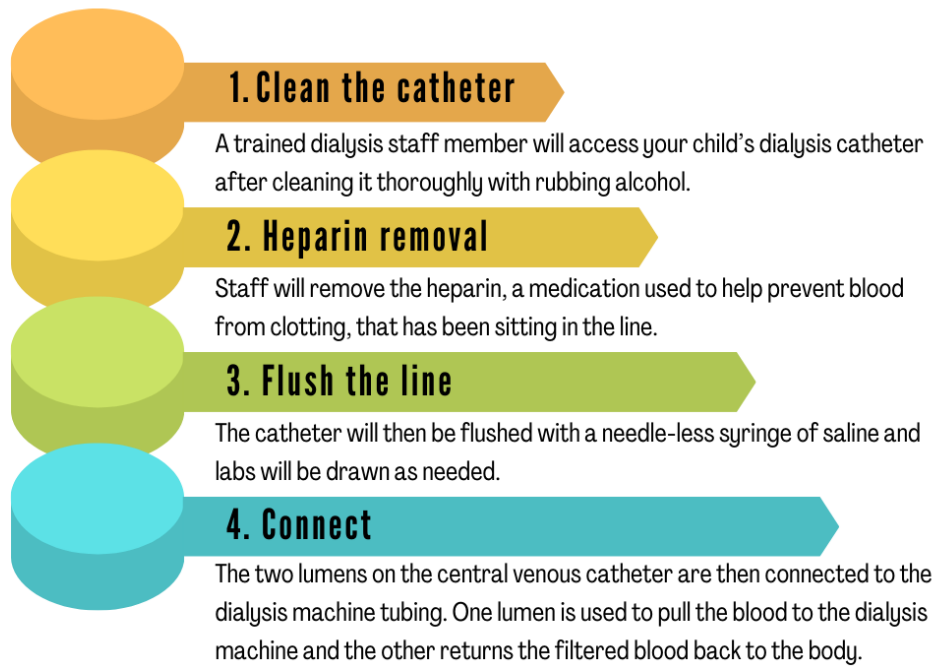 1. Clean the catheter
A trained dialysis staff member will access your child's dialysis catheter
after cleaning it thoroughly with rubbing alcohol.
2. Heparin removal
Staff will remove the heparin, a medication used to help prevent blood
from clotting, that has been sitting in the line.
3. Flush the line
The catheter will then be flushed with a needle-less syringe of saline and
labs will be drawn as needed.
4. Connect
The two lumens on the central venous catheter are then connected to the
dialysis machine tubing. One lumen is used to pull the blood to the dialysis
machine and the other returns the filtered blood back to the body.